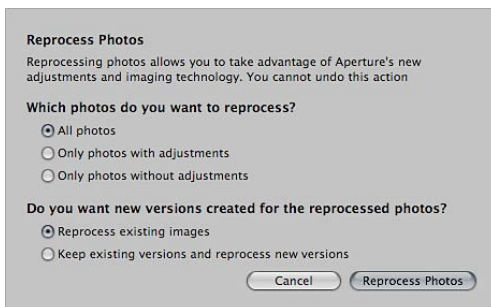 Reprocess Photos
Reprocessing photos allows you to take advantage of Aperture's new
adjustments and imaging technology. You cannot undo this action
Which photos do you want to reprocess?
All photos
Only photos with adjustments
Only photos without adjustments
Do you want new versions created for the reprocessed photos?
Reprocess existing images
Keep existing versions and reprocess new versions
Cancel Reprocess Photos